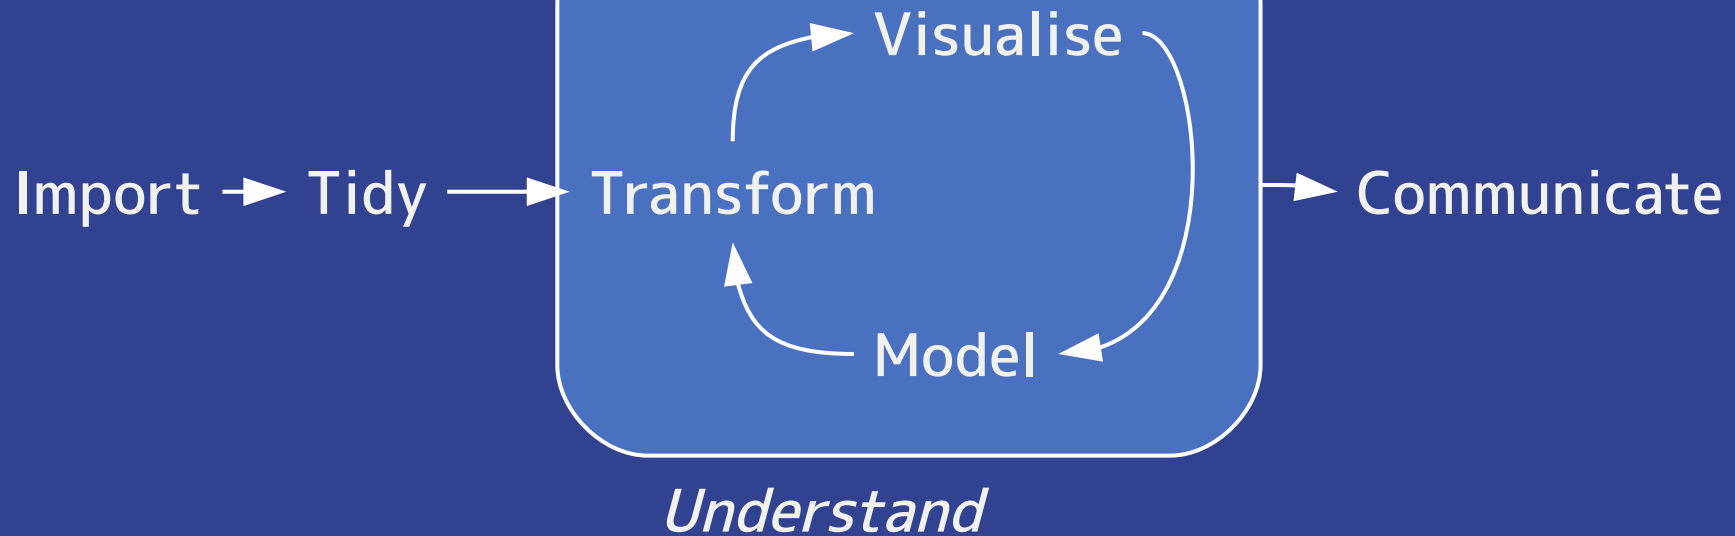 Visualise
Import
Tidy
Transform
Communicate
Model
Understand